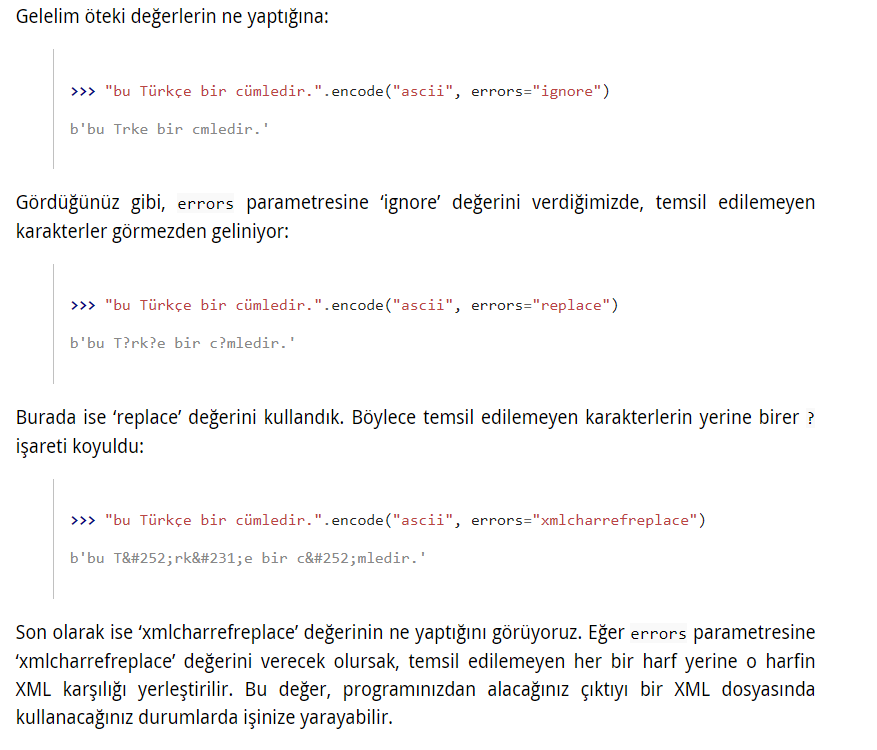 Gelelim öteki değerlerin ne yaptığına:
>>> "bu Türkçe bir cümledir.".encode("ascii", errors="ignore")
b'bu Trke bir cmledir.'
Gördüğünüz gibi, errors parametresine ‘ignore’ değerini verdiğimizde, temsil edilemeyen
karakterler görmezden geliniyor:
>>> "bu Türkçe bir cümledir.".encode("ascii", errors="replace")
b'bu T?rk?e bir c?mledir.'
Burada ise ‘replace’ değerini kullandık. Böylece temsil edilemeyen karakterlerin yerine birer ?
işareti koyuldu:
>>> "bu Türkçe bir cümledir.".encode("ascii", errors="xmlcharrefreplace")
b'bu T&#252;rk&#231;e bir c&#252;mledir.'
Son olarak ise ‘xmlcharrefreplace’ değerinin ne yaptığını görüyoruz. Eğer errors parametresine
‘xmlcharrefreplace’ değerini verecek olursak, temsil edilemeyen her bir harf yerine o harfin
XML karşılığı yerleştirilir. Bu değer, programınızdan alacağınız çıktıyı bir XML dosyasında
kullanacağınız durumlarda işinize yarayabilir.